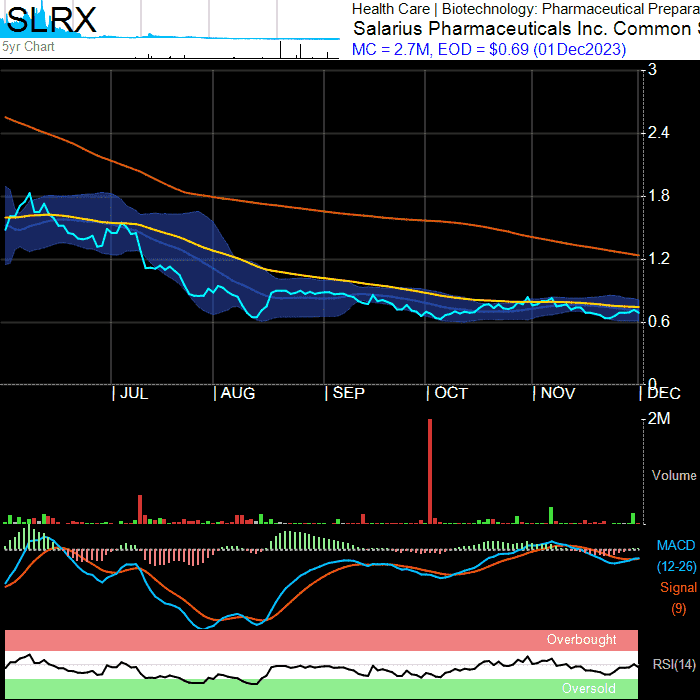 SLRX
5yr Chart
Health Care | Biotechnology: Pharmaceutical Prepara
Salarius Pharmaceuticals Inc. Common S
MC = 2.7M, EOD = $0.69 (01Dec2023)
3
2.4
1.8
1.2
0.6
0
JUL AUG SEP OCT NOV DEC
2M
Volume
MACD
(12-26)
Signal
(9)
Overbought
RSI(14)
Oversold